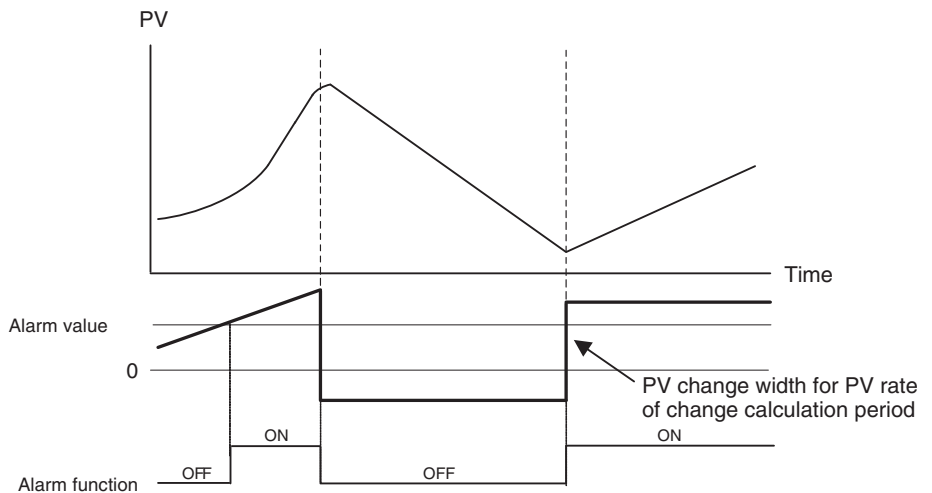 PV
Time
Alarm value
0
PV change width for PV rate
of change calculation period
ON
ON
OFF
OFF
Alarm function